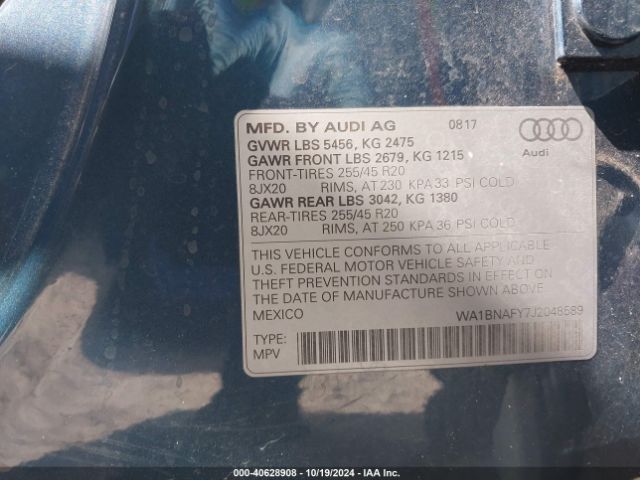 MFD. BY AUDI AG 0817
GVWR LBS 5456, KG 2475
GAWR FRONT LBS 2679, KG 1215
FRONT-TIRES 255/45 R20
8JX20 RIMS, AT 230 KPA 33 PSI COLD
GAWR REAR LBS 3042, KG 1380
REAR-TIRES 255/45 R20
8JX20 RIMS, AT 250 KPA 36 PSI COLD
Audi
THIS VEHICLE CONFORMS TO ALL APPLICABLE
U.S. FEDERAL MOTOR VEHICLE SAFETY AND
THEFT PREVENTION STANDARDS IN EFFECT ON
THE DATE OF MANUFACTURE SHOWN ABOVE
MEXICO WA1BNAFY7J2048589
TYPE:
MPV
000-40628908 - 10/19/2024 - IAA Inc.